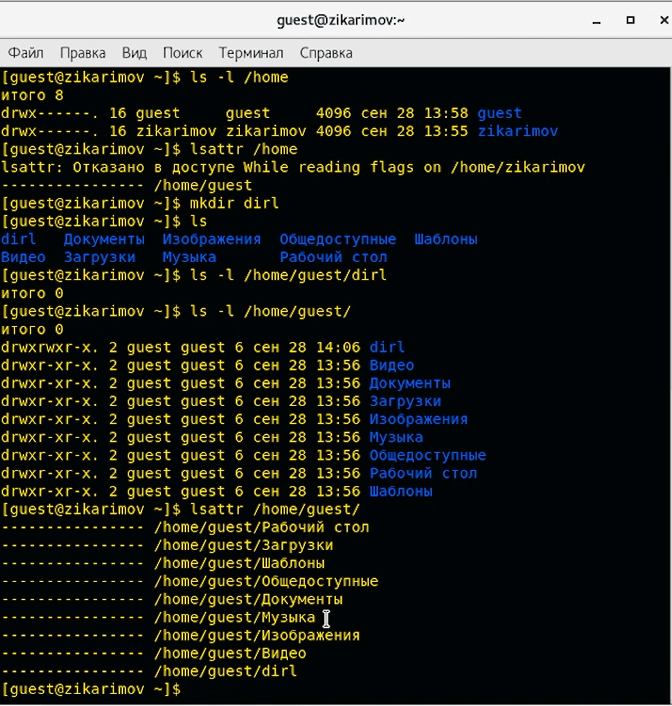 guest@zikarimov:~
Файл Правка Вид Поиск Терминал Справка
[guest@zikarimov ~]$ ls -l /home
итого 8
drwx------. 16 guest     guest     4096 сен 28 13:58 guest
drwx------. 16 zikarimov zikarimov 4096 сен 28 13:55 zikarimov
[guest@zikarimov ~]$ lsattr /home
lsattr: Отказано в доступе While reading flags on /home/zikarimov
---------------- /home/guest
[guest@zikarimov ~]$ mkdir dirl
[guest@zikarimov ~]$ ls
dirl   Документы  Изображения  Общедоступные  Шаблоны
Видео  Загрузки   Музыка       Рабочий стол
[guest@zikarimov ~]$ ls -l /home/guest/dirl
итого 0
[guest@zikarimov ~]$ ls -l /home/guest/
итого 0
drwxrwxr-x. 2 guest guest 6 сен 28 14:06 dirl
drwxr-xr-x. 2 guest guest 6 сен 28 13:56 Видео
drwxr-xr-x. 2 guest guest 6 сен 28 13:56 Документы
drwxr-xr-x. 2 guest guest 6 сен 28 13:56 Загрузки
drwxr-xr-x. 2 guest guest 6 сен 28 13:56 Изображения
drwxr-xr-x. 2 guest guest 6 сен 28 13:56 Музыка
drwxr-xr-x. 2 guest guest 6 сен 28 13:56 Общедоступные
drwxr-xr-x. 2 guest guest 6 сен 28 13:56 Рабочий стол
drwxr-xr-x. 2 guest guest 6 сен 28 13:56 Шаблоны
[guest@zikarimov ~]$ lsattr /home/guest/
---------------- /home/guest/Рабочий стол
---------------- /home/guest/Загрузки
---------------- /home/guest/Шаблоны
---------------- /home/guest/Общедоступные
---------------- /home/guest/Документы
---------------- /home/guest/Музыка
---------------- /home/guest/Изображения
---------------- /home/guest/Видео
---------------- /home/guest/dirl
[guest@zikarimov ~]$